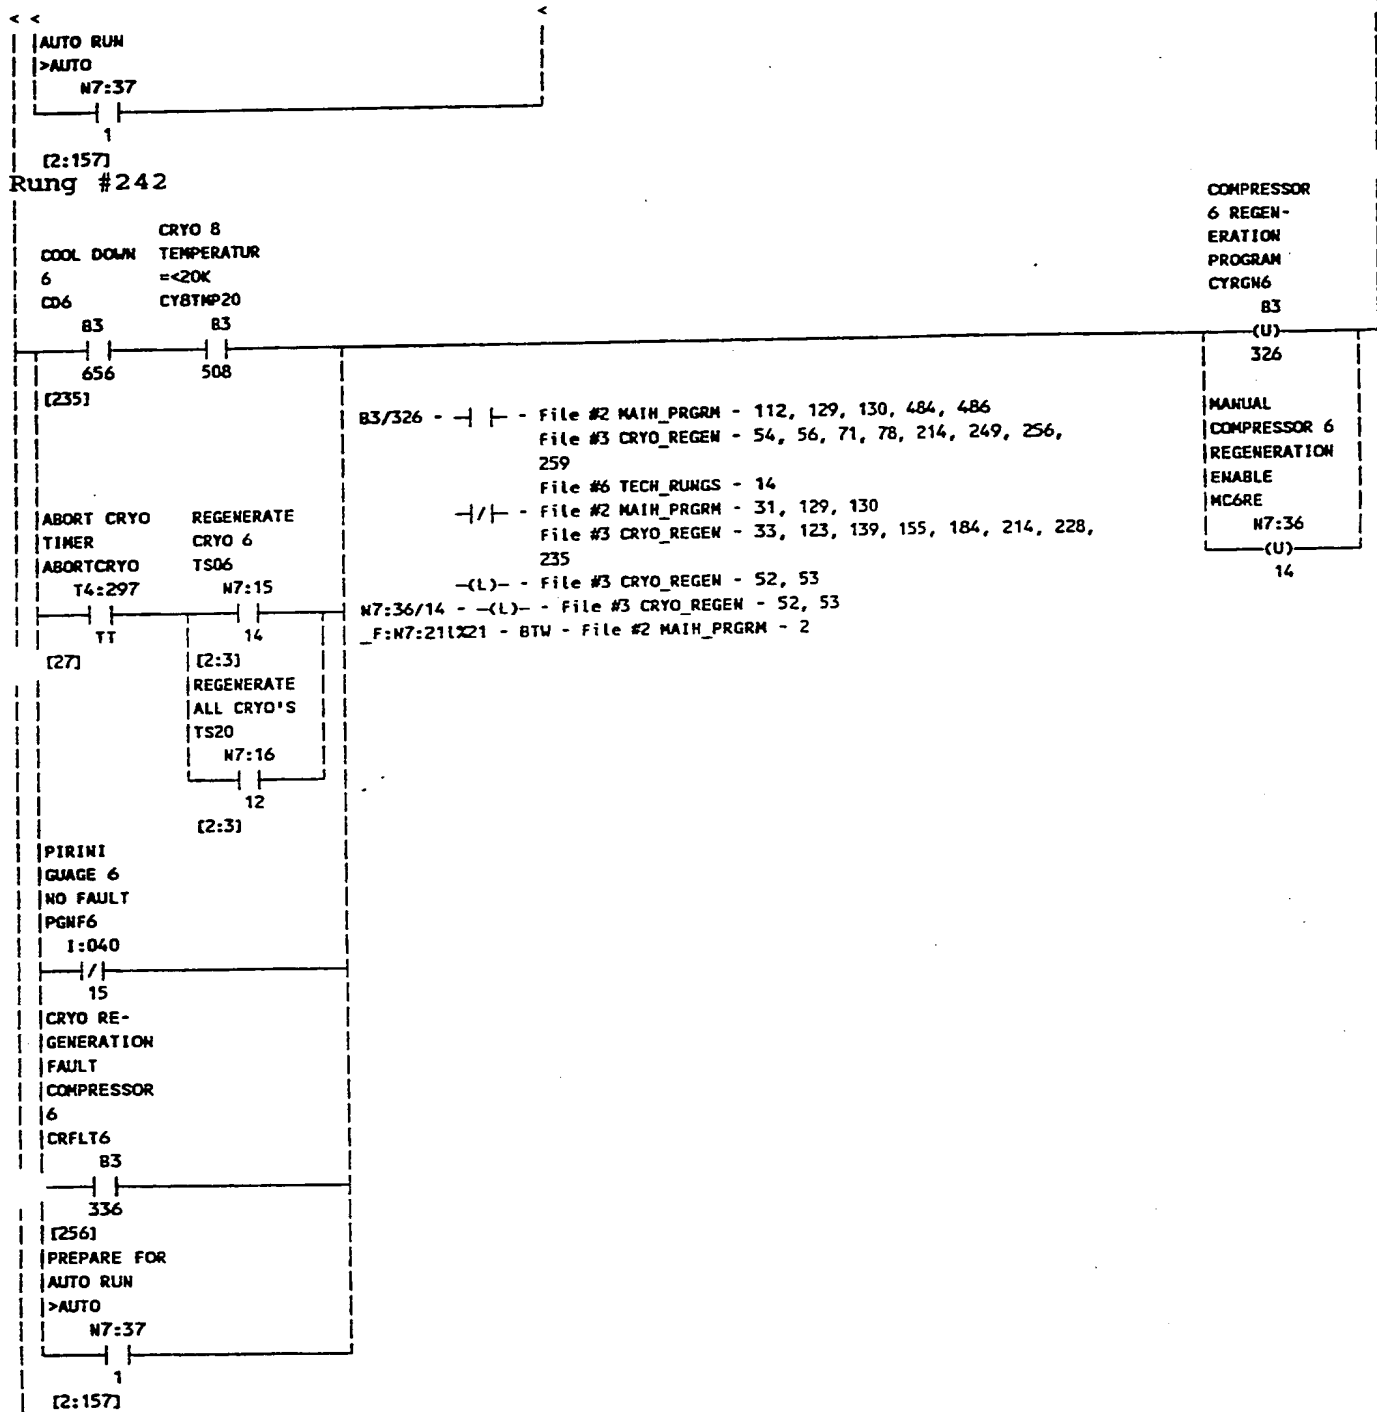 AUTO RUN
>AUTO
N7:37
1
[2:157]
Rung #242
COOL DOWN
6
CD6
B3
656
[235]
CRYO 8
TEMPERATUR
=<20K
CY8TMP20
B3
508
COMPRESSOR
6 REGEN-
ERATION
PROGRAM
CYRGN6
B3
(U)
326
MANUAL
COMPRESSOR 6
REGENERATION
ENABLE
MC6RE
N7:36
(U)
14
B3/326 - ┤ ├ - File #2 MAIN_PRGRM - 112, 129, 130, 484, 486
File #3 CRYO_REGEN - 54, 56, 71, 78, 214, 249, 256,
259
File #6 TECH_RUNGS - 14
┤/├ - File #2 MAIN_PRGRM - 31, 129, 130
File #3 CRYO_REGEN - 33, 123, 139, 155, 184, 214, 228,
235
—(L)— - File #3 CRYO_REGEN - 52, 53
N7:36/14 - —(L)— - File #3 CRYO_REGEN - 52, 53
_F:N7:211%21 - BTW - File #2 MAIN_PRGRM - 2
ABORT CRYO
TIMER
ABORTCRYO
T4:297
TT
[27]
REGENERATE
CRYO 6
TS06
N7:15
14
[2:3]
REGENERATE
ALL CRYO'S
TS20
N7:16
12
[2:3]
PIRINI
GUAGE 6
NO FAULT
PGNF6
I:040
/
15
CRYO RE-
GENERATION
FAULT
COMPRESSOR
6
CRFLT6
B3
336
[256]
PREPARE FOR
AUTO RUN
>AUTO
N7:37
1
[2:157]